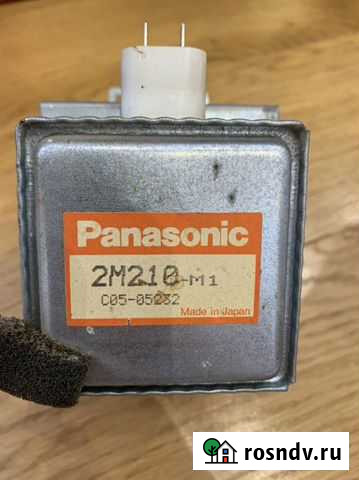 Panasonic
2M210-M1
C05-05232
Made in Japan
rosndv.ru